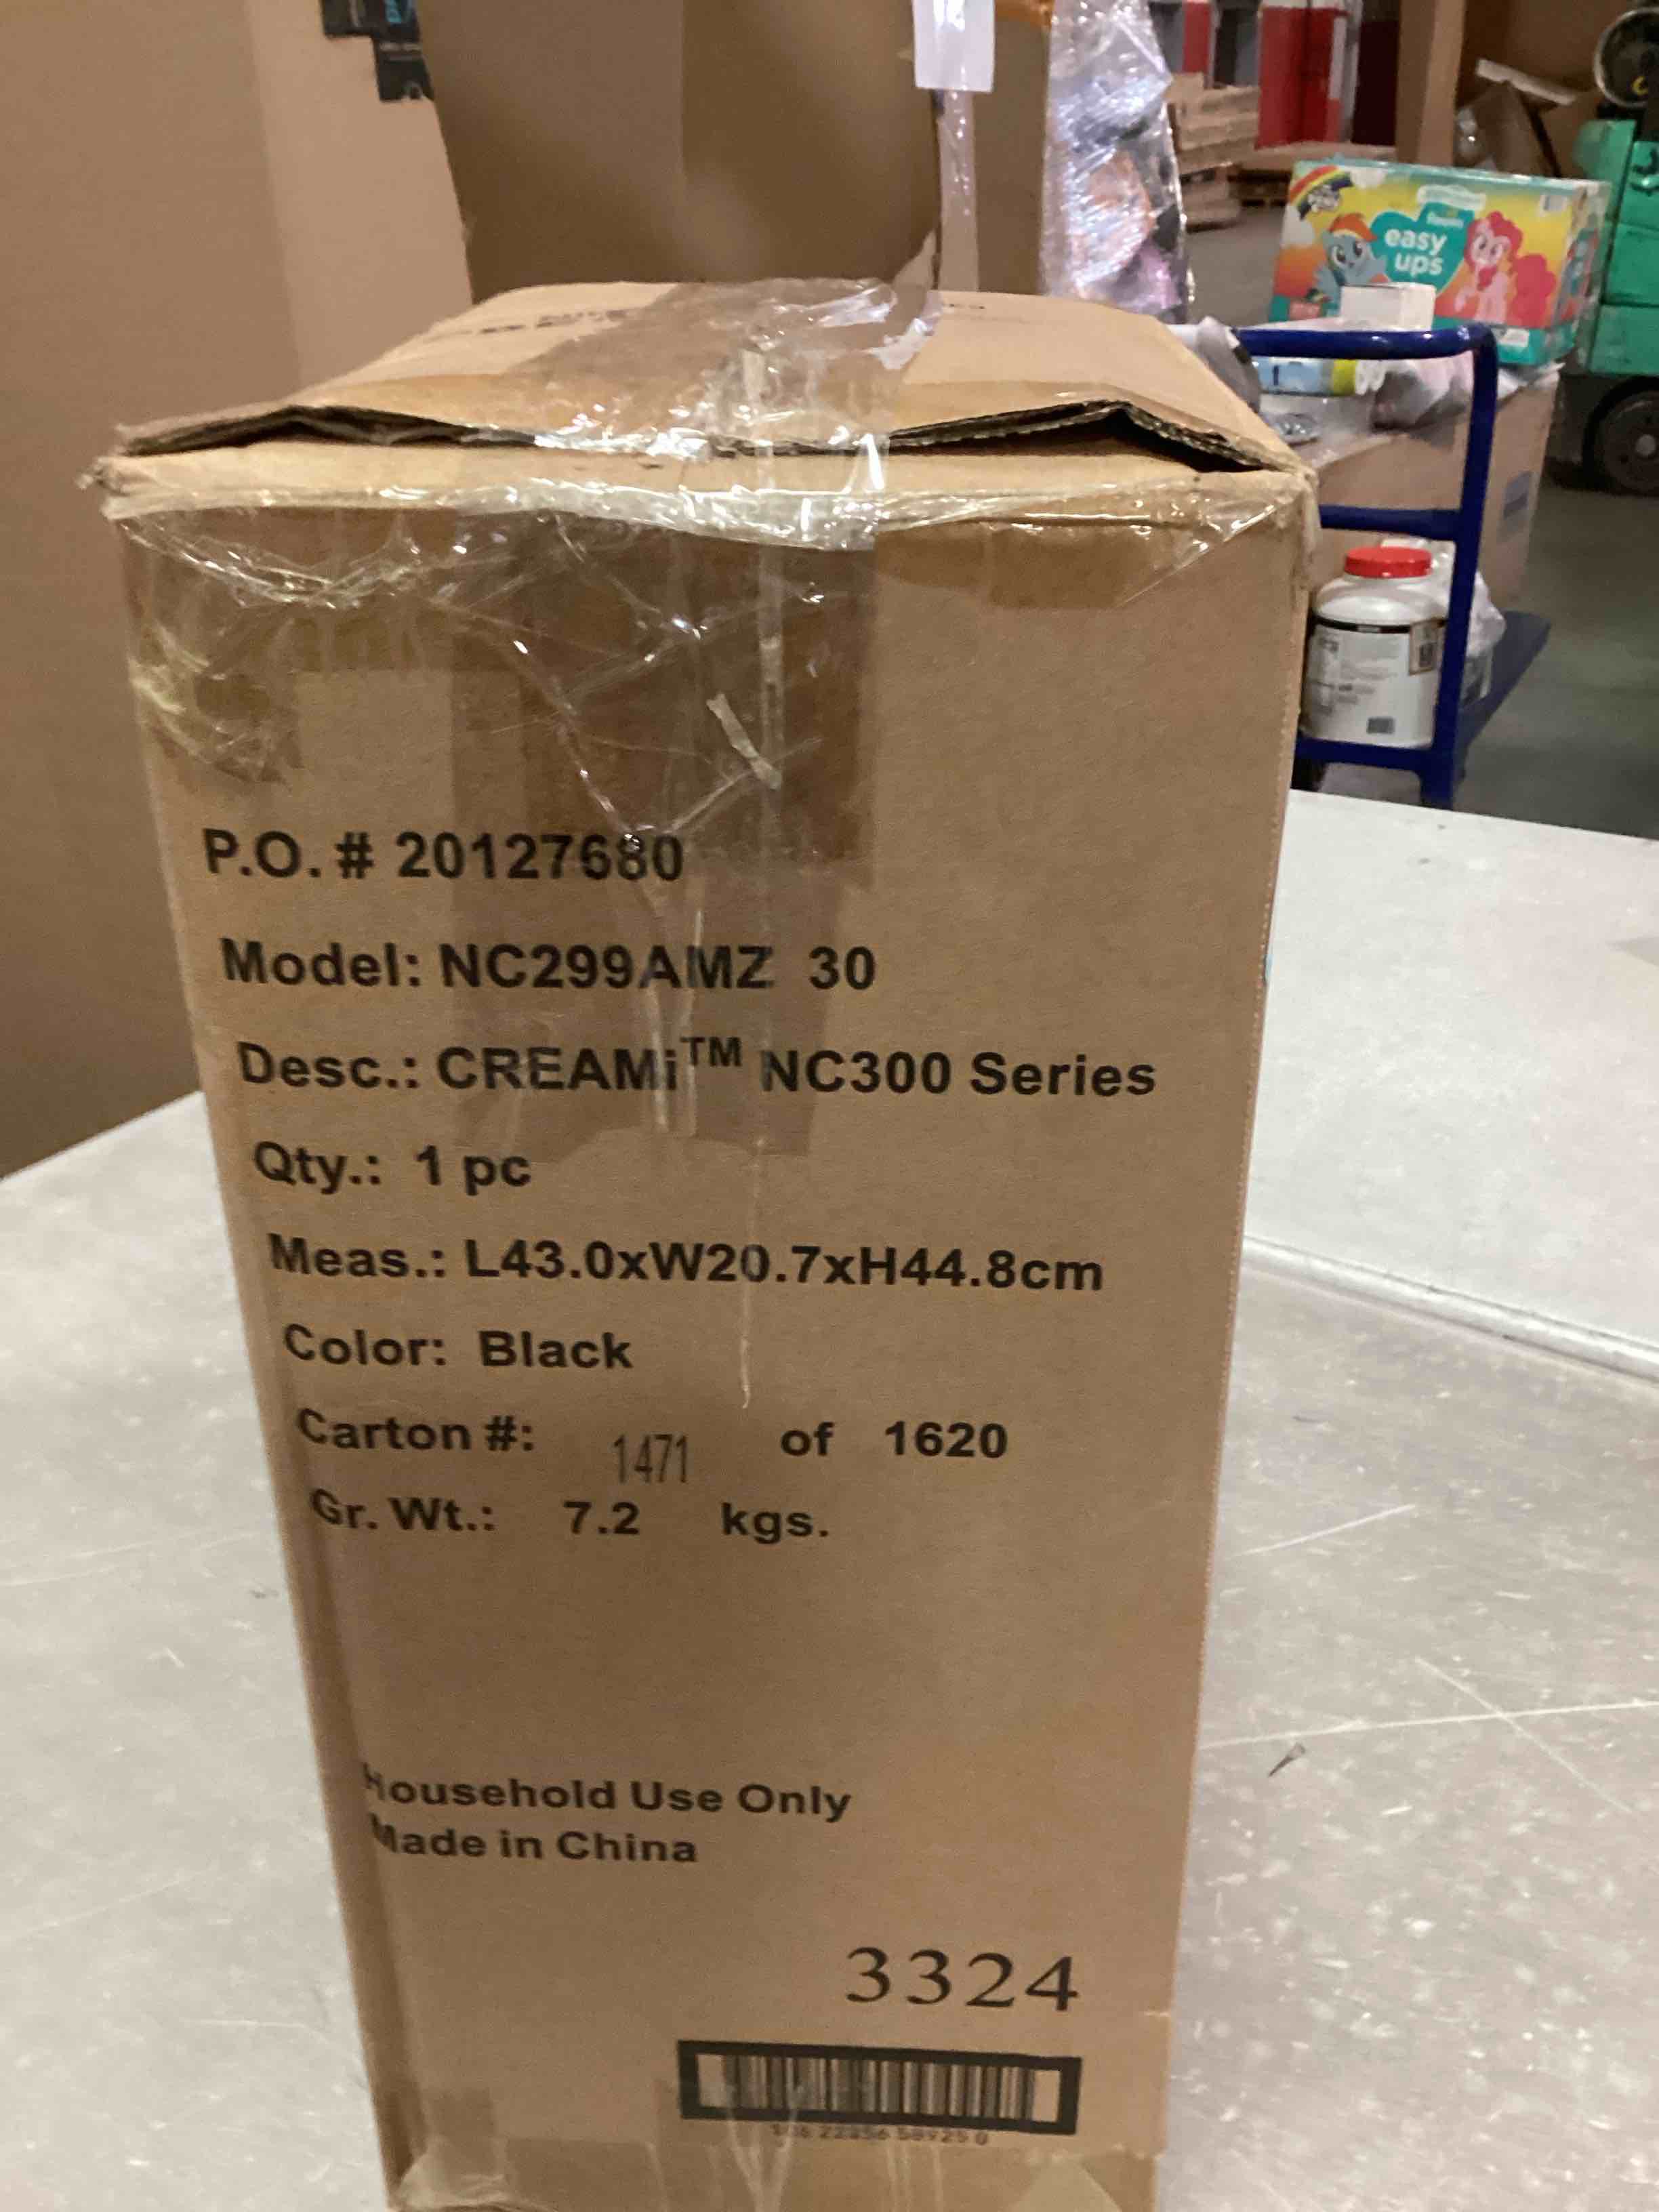 easy
ups
P.O. # 20127680
Model: NC299AMZ 30
Desc.: CREAMi™ NC300 Series
Qty.: 1 pc
Meas.: L43.0xW20.7xH44.8cm
Color: Black
Carton #: 1471 of 1620
Gr. Wt.: 7.2 kgs.
Household Use Only
Made in China
3324